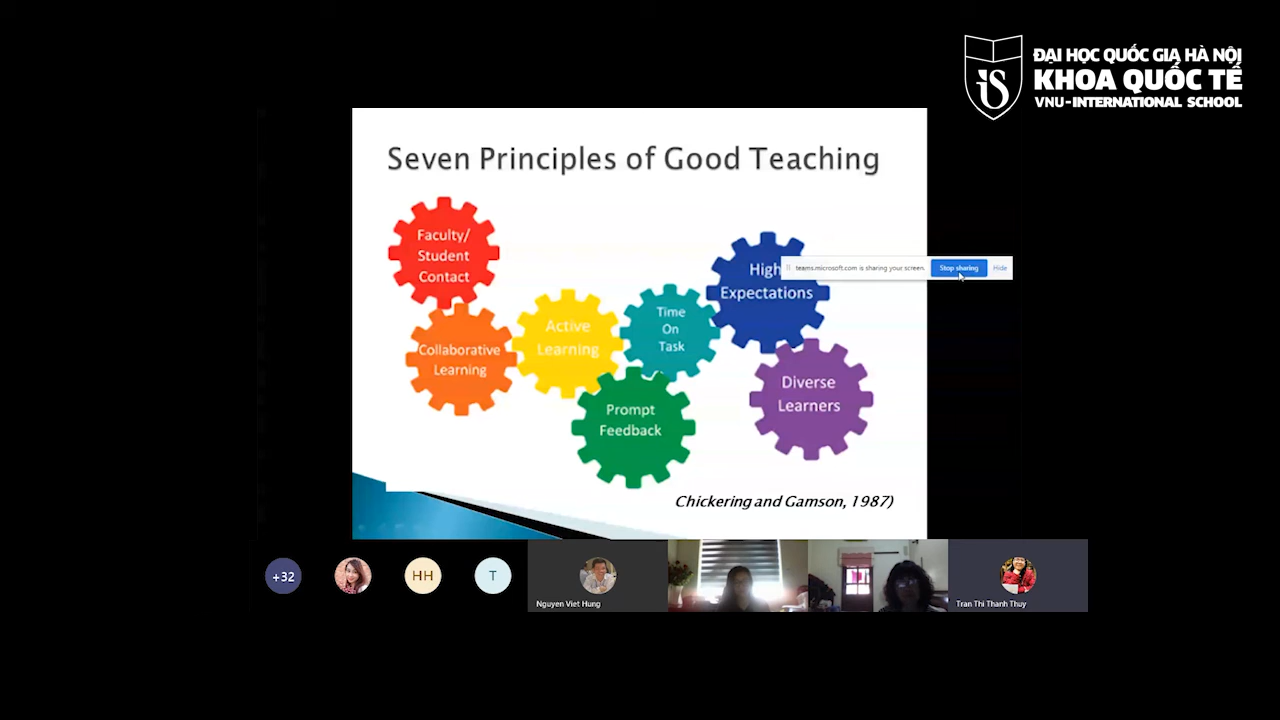 ĐẠI HỌC QUỐC GIA HÀ NỘI
KHOA QUỐC TẾ
VNU-INTERNATIONAL SCHOOL
iS
Seven Principles of Good Teaching
Faculty/
Student
Contact
Collaborative
Learning
Active
Learning
Time
On
Task
Prompt
Feedback
High
Expectations
teams.microsoft.com is sharing your screen.
Stop sharing
Hide
Diverse
Learners
Chickering and Gamson, 1987)
+32
HH
T
Nguyen Viet Hung
Tran Thi Thanh Thuy